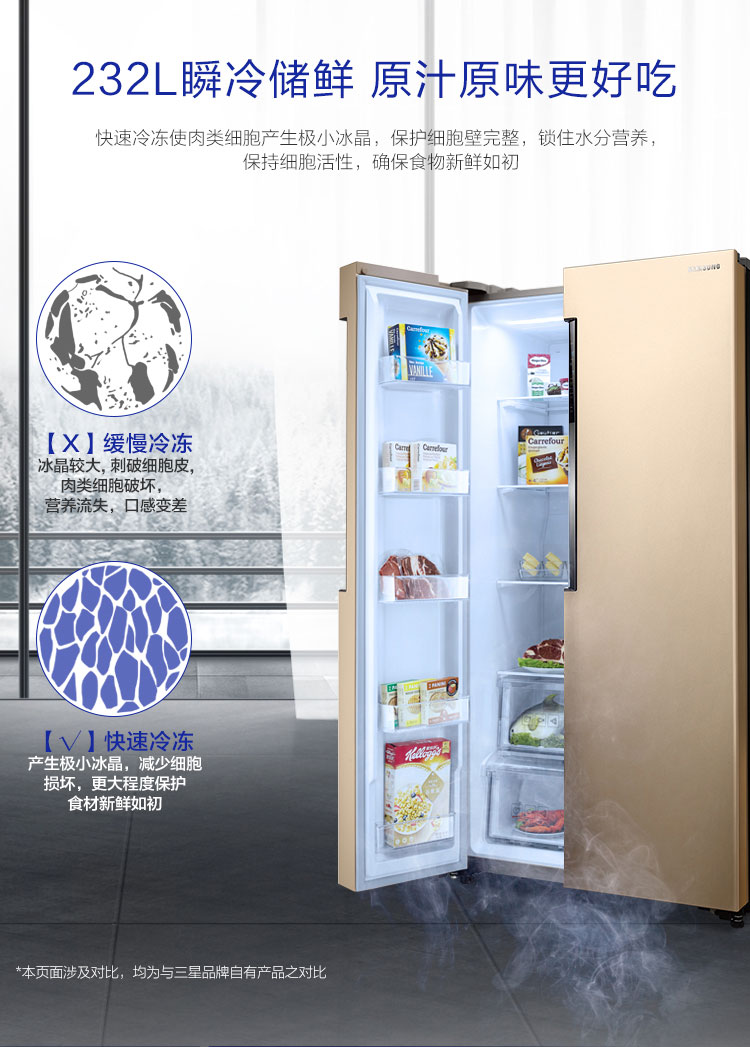 232L瞬冷储鲜 原汁原味更好吃
快速冷冻使肉类细胞产生极小冰晶，保护细胞壁完整，锁住水分营养，
保持细胞活性，确保食物新鲜如初
SAMSUNG
Carrefour
VANILLE
Carrefour
Carrefour
Chocolat
【X】缓慢冷冻
冰晶较大，刺破细胞皮，
肉类细胞破坏，
营养流失，口感变差
【√】快速冷冻
产生极小冰晶，减少细胞
损坏，更大程度保护
食材新鲜如初
Kellogg's
*本页面涉及对比，均为与三星品牌自有产品之对比